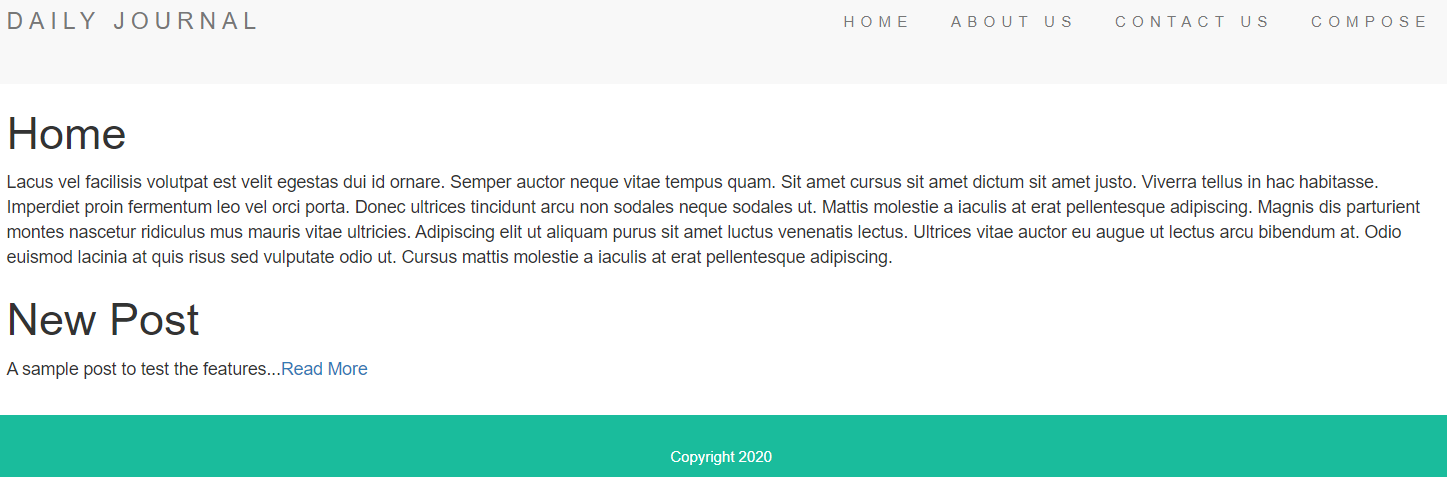 DAILY JOURNAL HOME ABOUT US CONTACT US COMPOSE
Home
Lacus vel facilisis volutpat est velit egestas dui id ornare. Semper auctor neque vitae tempus quam. Sit amet cursus sit amet dictum sit amet justo. Viverra tellus in hac habitasse.
Imperdiet proin fermentum leo vel orci porta. Donec ultrices tincidunt arcu non sodales neque sodales ut. Mattis molestie a iaculis at erat pellentesque adipiscing. Magnis dis parturient
montes nascetur ridiculus mus mauris vitae ultricies. Adipiscing elit ut aliquam purus sit amet luctus venenatis lectus. Ultrices vitae auctor eu augue ut lectus arcu bibendum at. Odio
euismod lacinia at quis risus sed vulputate odio ut. Cursus mattis molestie a iaculis at erat pellentesque adipiscing.
New Post
A sample post to test the features...Read More
Copyright 2020